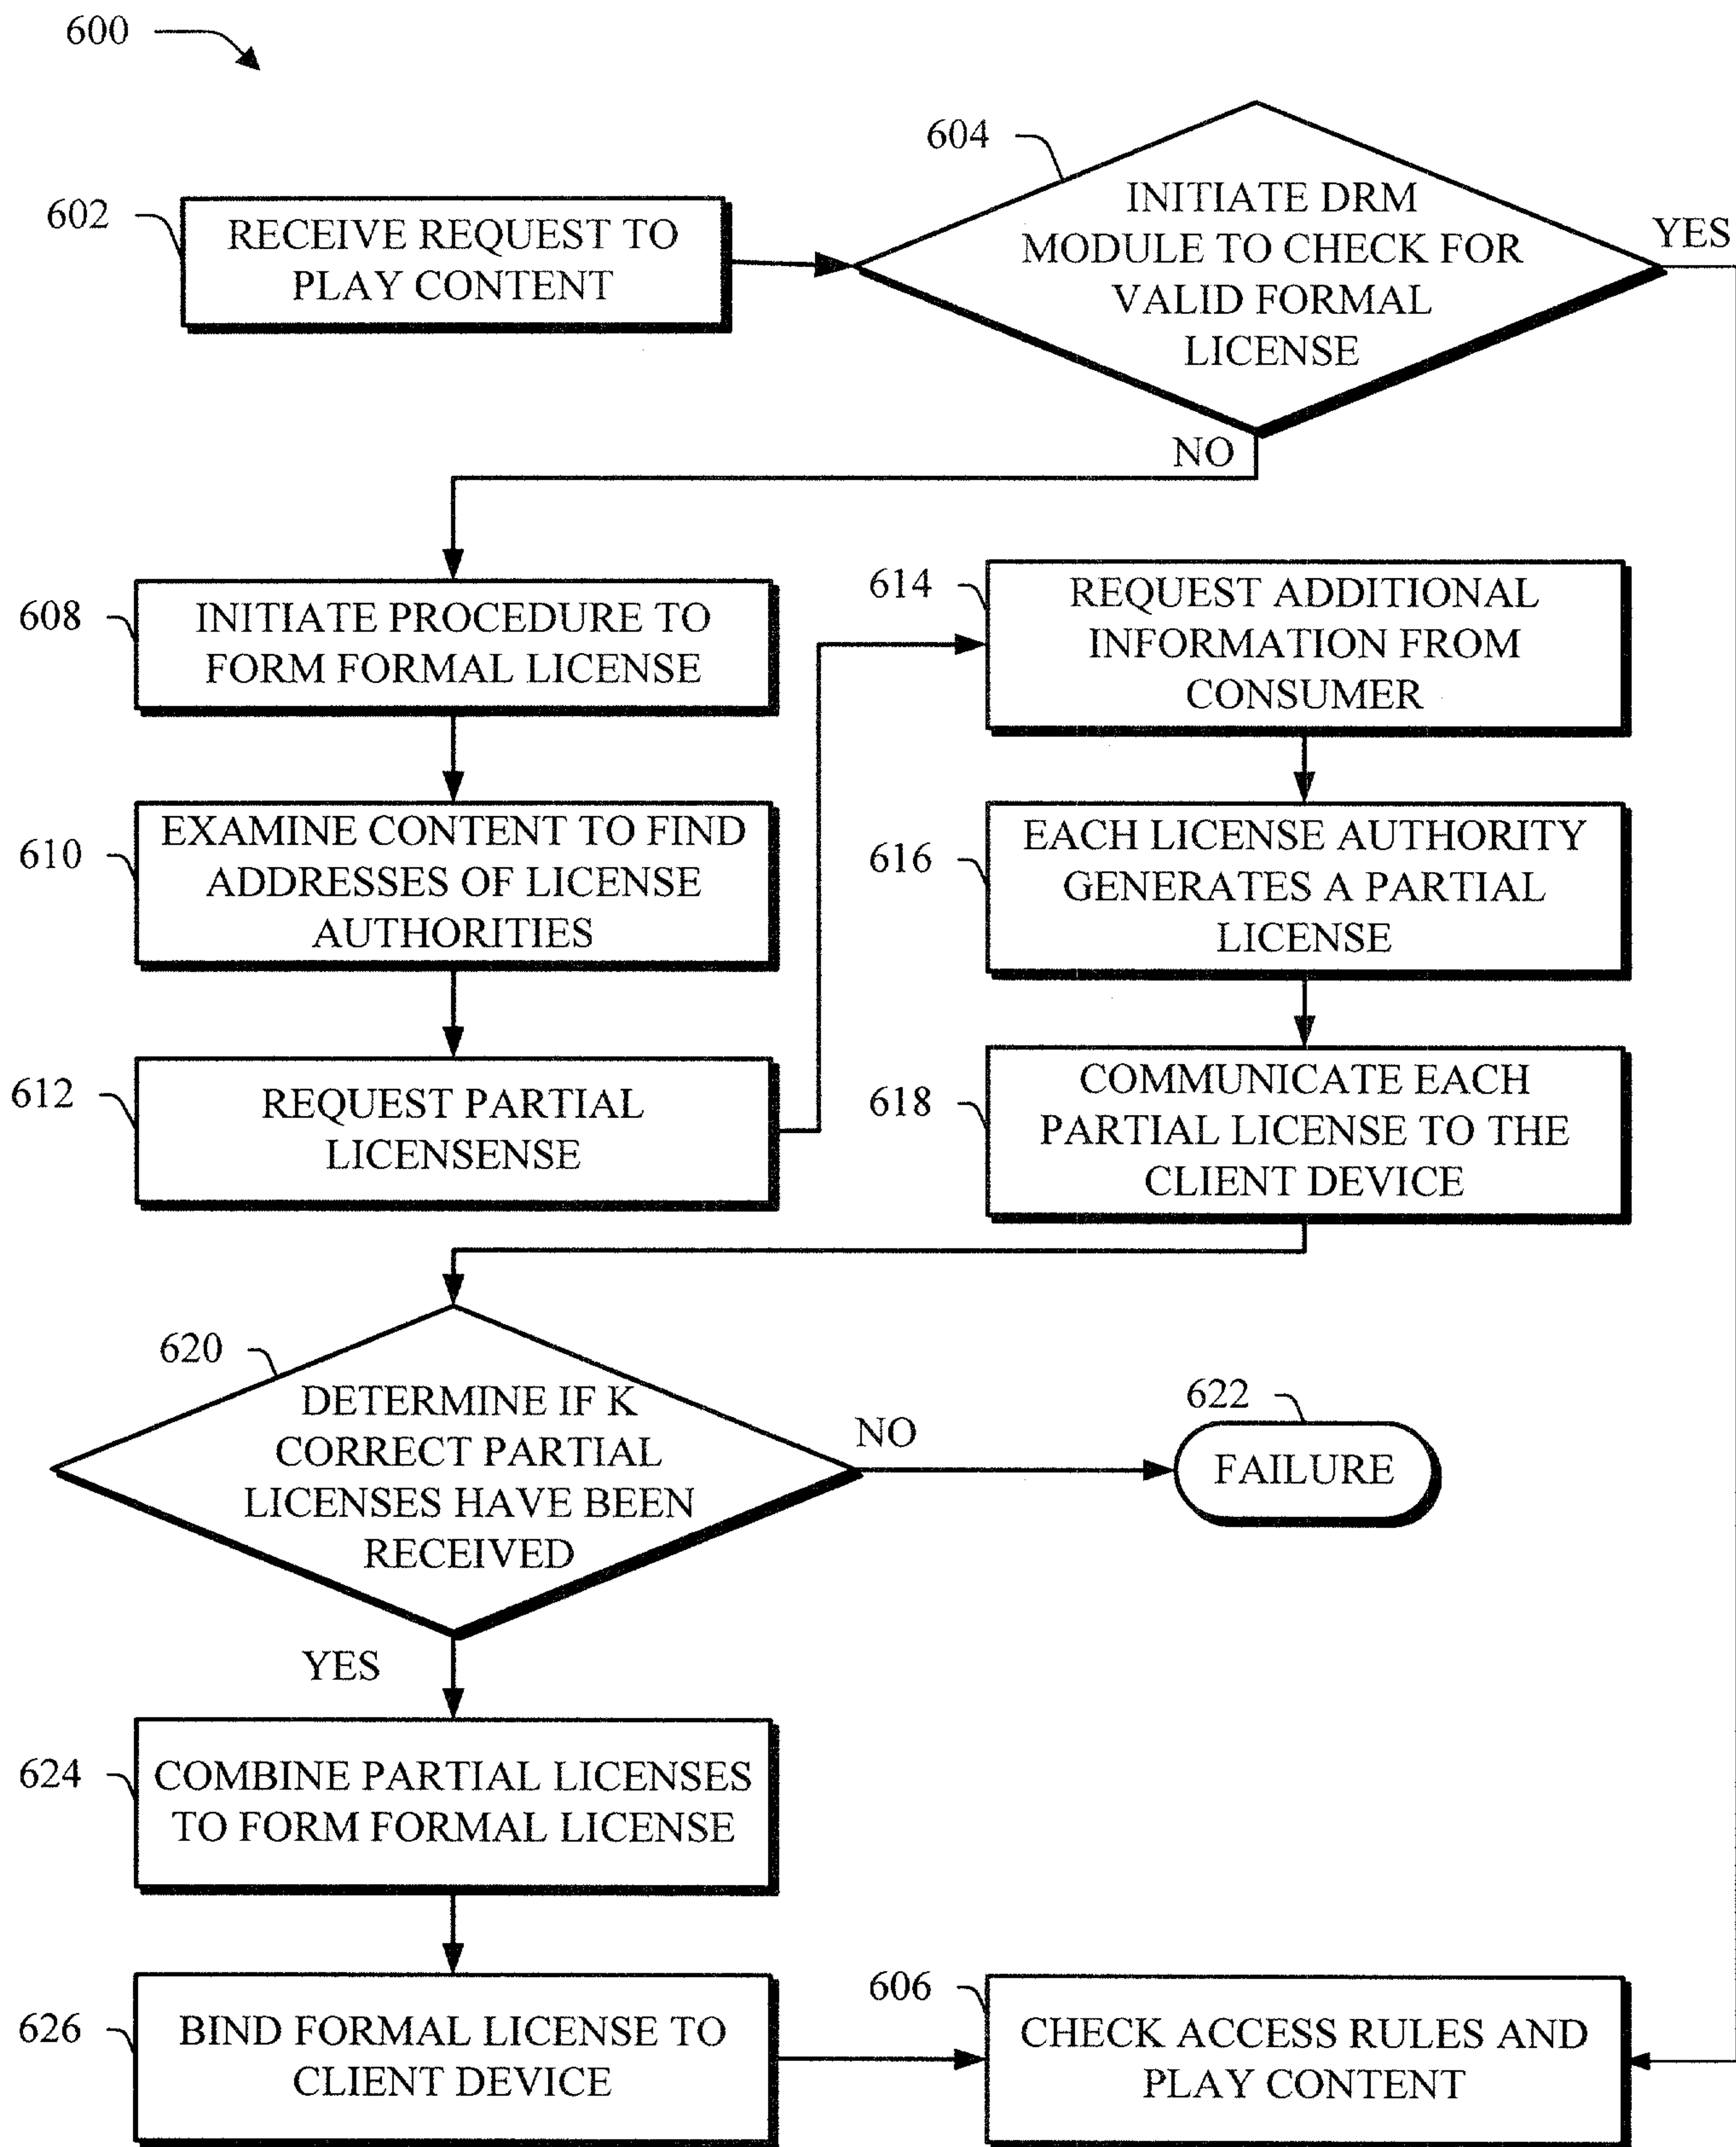 600
602
RECEIVE REQUEST TO
PLAY CONTENT
604
INITIATE DRM
MODULE TO CHECK FOR
VALID FORMAL
LICENSE
YES
NO
608
INITIATE PROCEDURE TO
FORM FORMAL LICENSE
610
EXAMINE CONTENT TO FIND
ADDRESSES OF LICENSE
AUTHORITIES
612
REQUEST PARTIAL
LICENSENSE
614
REQUEST ADDITIONAL
INFORMATION FROM
CONSUMER
616
EACH LICENSE AUTHORITY
GENERATES A PARTIAL
LICENSE
618
COMMUNICATE EACH
PARTIAL LICENSE TO THE
CLIENT DEVICE
620
DETERMINE IF K
CORRECT PARTIAL
LICENSES HAVE BEEN
RECEIVED
NO
622
FAILURE
YES
624
COMBINE PARTIAL LICENSES
TO FORM FORMAL LICENSE
626
BIND FORMAL LICENSE TO
CLIENT DEVICE
606
CHECK ACCESS RULES AND
PLAY CONTENT